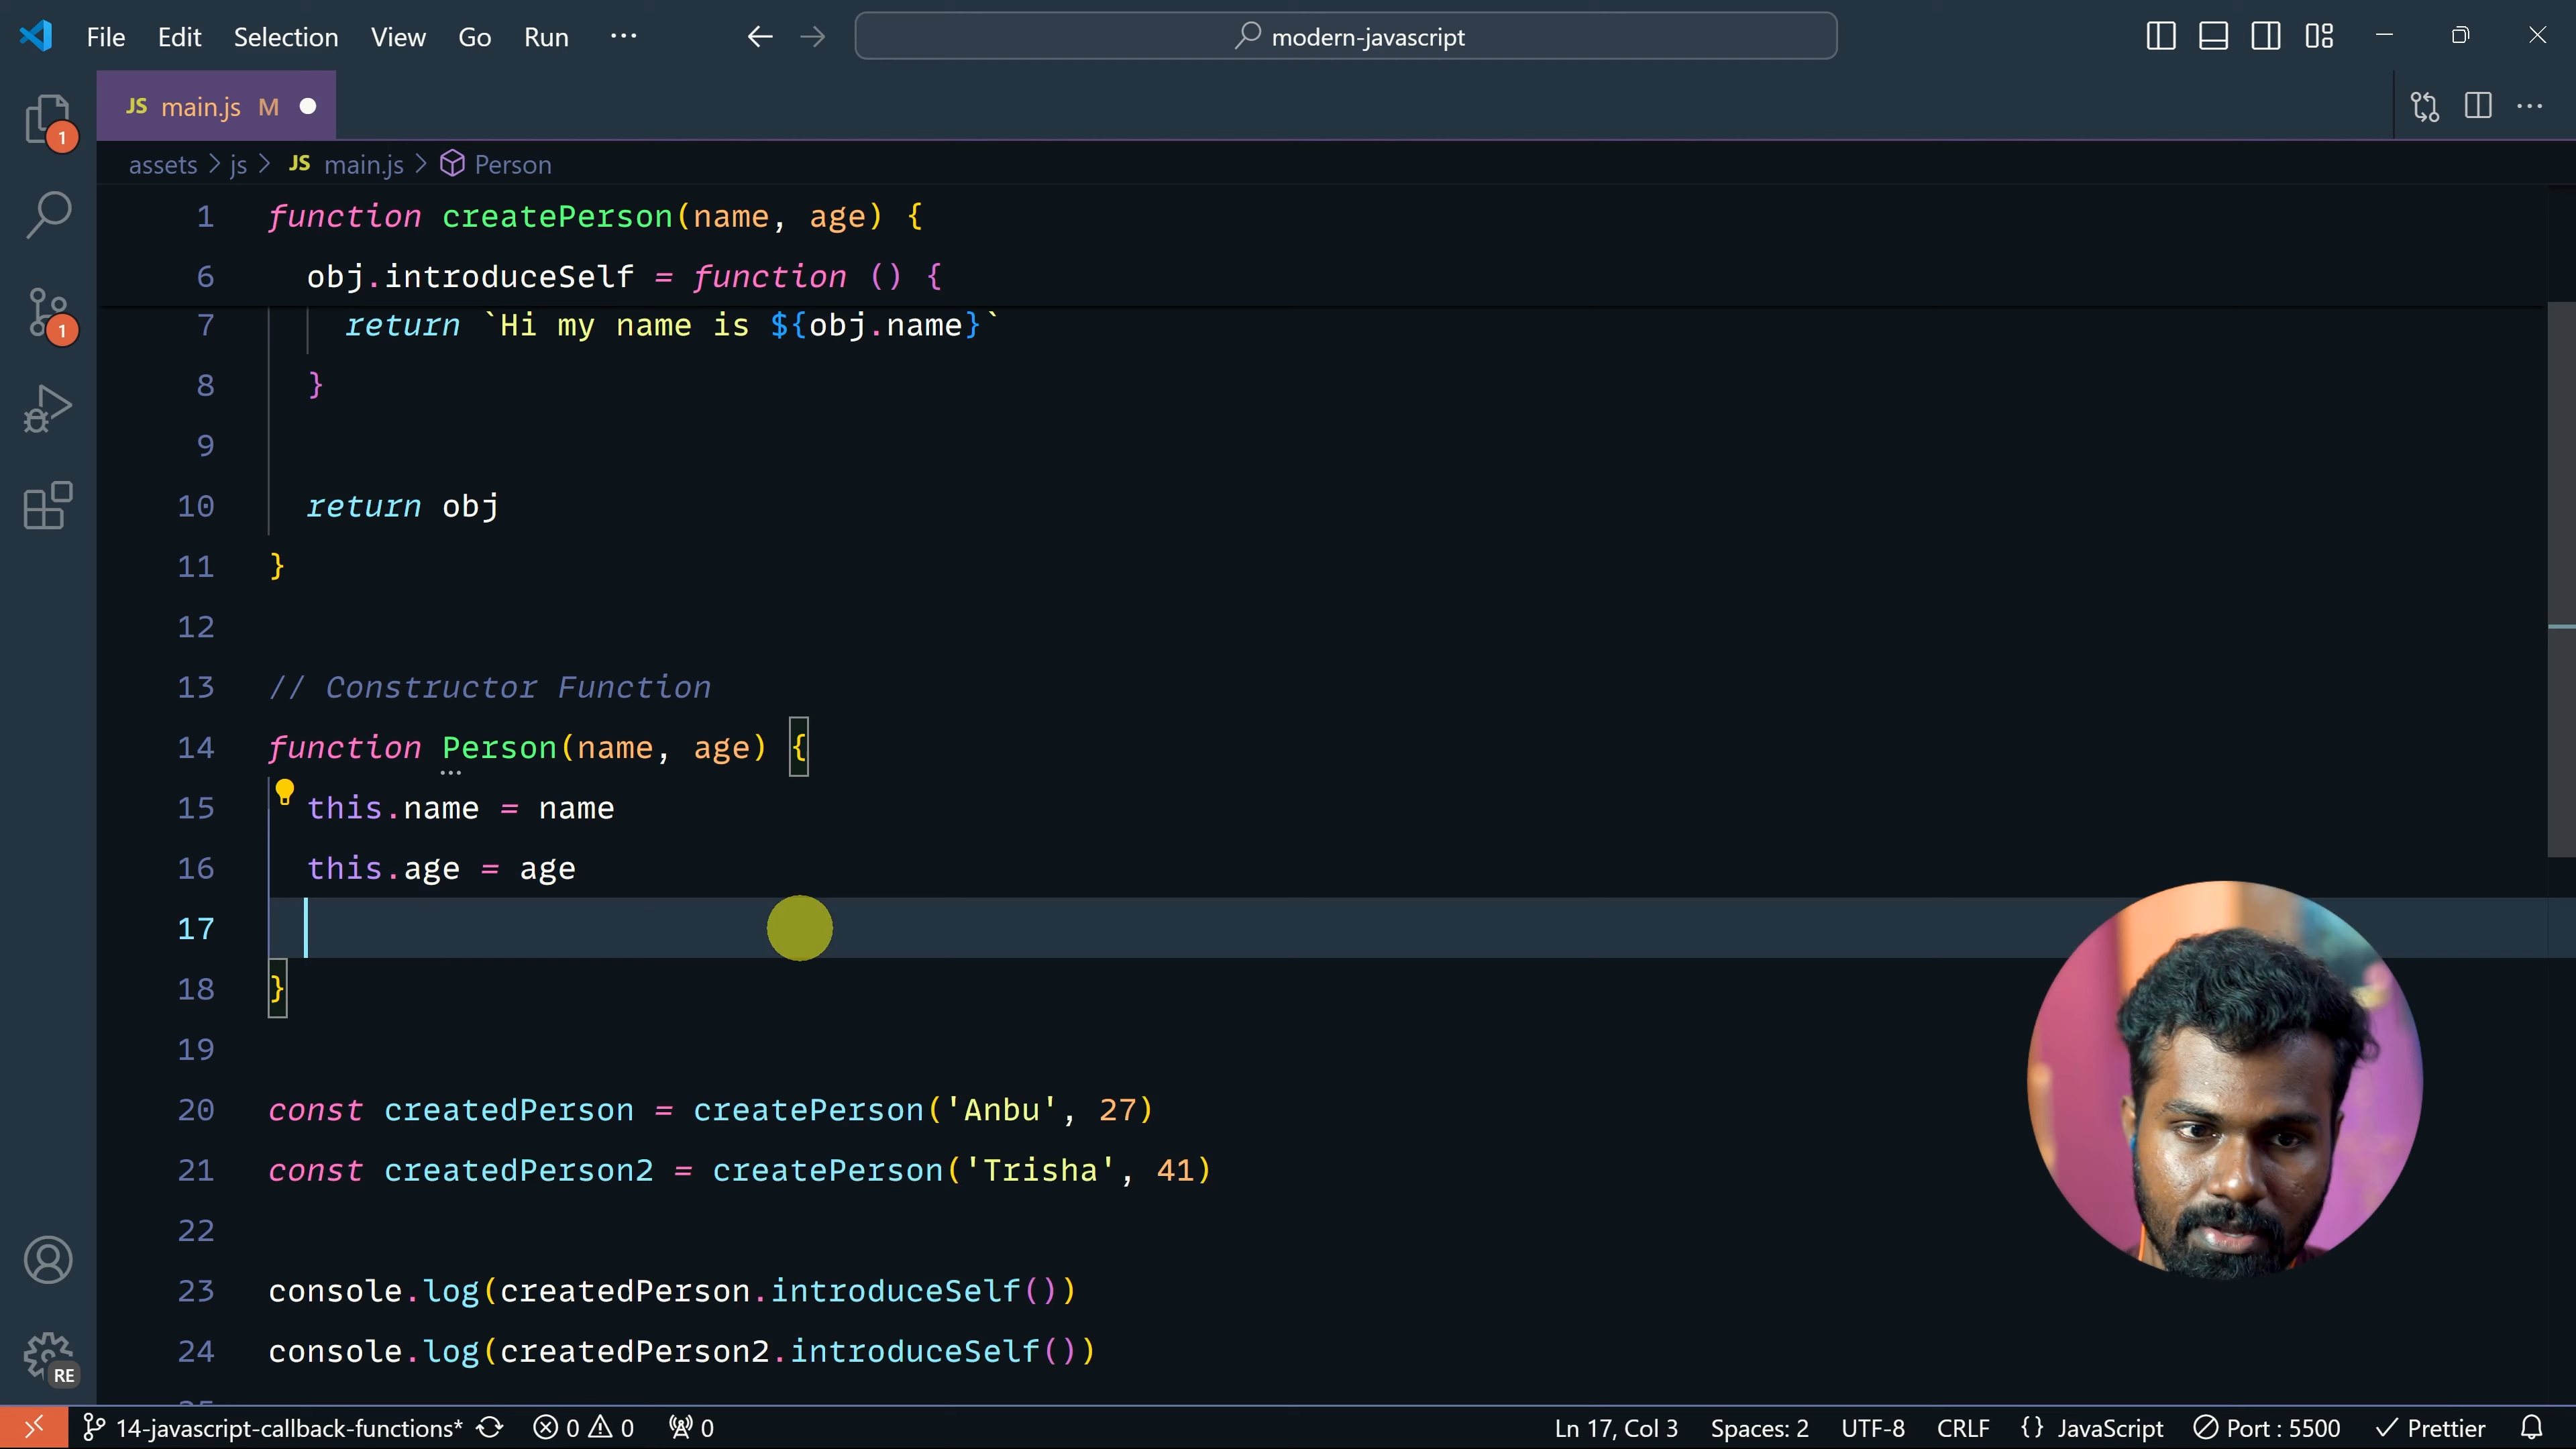 File Edit Selection View Go Run ··· modern-javascript
JS main.js M
1
assets > js > JS main.js > Person
1 function createPerson(name, age) {
6 obj.introduceSelf = function () {
7 return `Hi my name is ${obj.name}`
8 }
9
10 return obj
11 }
12
13 // Constructor Function
14 function Person(name, age) {
15 this.name = name
16 this.age = age
17
18 }
19
20 const createdPerson = createPerson('Anbu', 27)
21 const createdPerson2 = createPerson('Trisha', 41)
22
23 console.log(createdPerson.introduceSelf())
24 console.log(createdPerson2.introduceSelf())
1
RE
14-javascript-callback-functions* 0 0 0 Ln 17, Col 3 Spaces: 2 UTF-8 CRLF {} JavaScript Port : 5500 Prettier